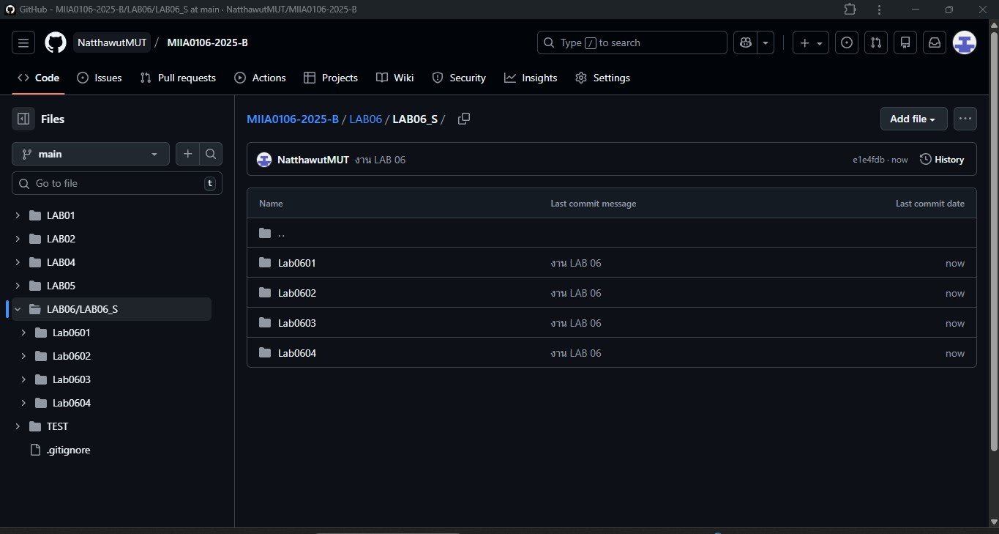 GitHub - MIIA0106-2025-B/LAB06/LAB06_S at main · NatthawutMUT/MIIA0106-2025-B
NatthawutMUT / MIIA0106-2025-B
Type / to search
Code Issues Pull requests Actions Projects Wiki Security Insights Settings
Files
main
Go to file t
LAB01
LAB02
LAB04
LAB05
LAB06/LAB06_S
Lab0601
Lab0602
Lab0603
Lab0604
TEST
.gitignore
MIIA0106-2025-B / LAB06 / LAB06_S /
Add file
NatthawutMUT งาน LAB 06 e1e4fdb · now History
Name Last commit message Last commit date
..
Lab0601 งาน LAB 06 now
Lab0602 งาน LAB 06 now
Lab0603 งาน LAB 06 now
Lab0604 งาน LAB 06 now